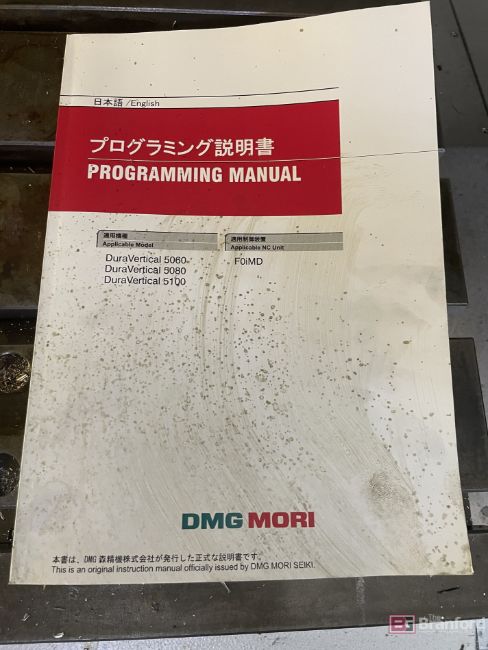 日本語/English
プログラミング説明書
PROGRAMMING MANUAL
適用機種
Applicable Model
適用制御装置
Applicable NC Unit
DuraVertical 5060
DuraVertical 5080
DuraVertical 5100
F0iMD
DMG MORI
本書は、DMG 森精機株式会社が発行した正式な説明書です。
This is an original instruction manual officially issued by DMG MORI SEIKI.
The
Branford